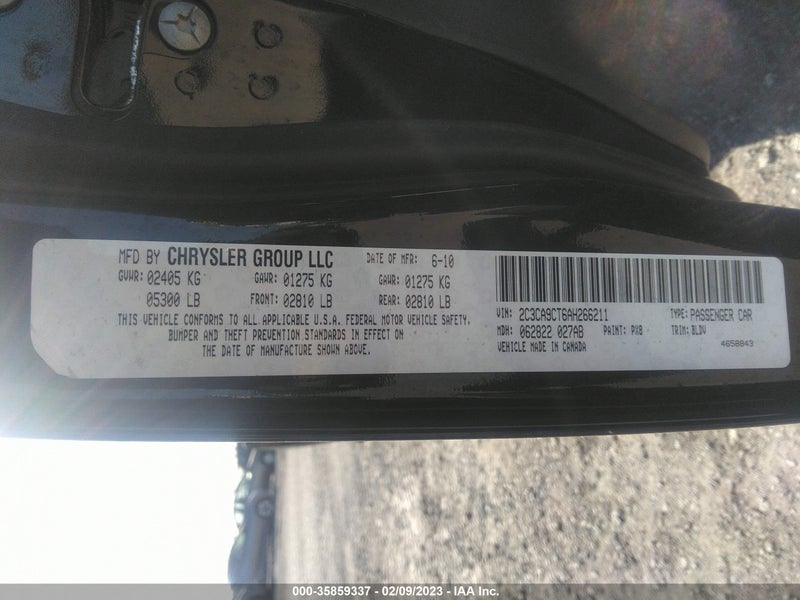 MFD BY CHRYSLER GROUP LLC DATE OF MFR: 6-10
GVWR: 02405 KG GAWR: 01275 KG GAWR: 01275 KG
05300 LB FRONT: 02810 LB REAR: 02810 LB
THIS VEHICLE CONFORMS TO ALL APPLICABLE U.S.A. FEDERAL MOTOR VEHICLE SAFETY,
BUMPER AND THEFT PREVENTION STANDARDS IN EFFECT ON
THE DATE OF MANUFACTURE SHOWN ABOVE.
VIN: 2C3CA9CT6AH266211 TYPE: PASSENGER CAR
MDH: 062822 027AB PAINT: PX8 TRIM: BLDV
VEHICLE MADE IN CANADA 4658843
000-35859337 - 02/09/2023 - IAA Inc.